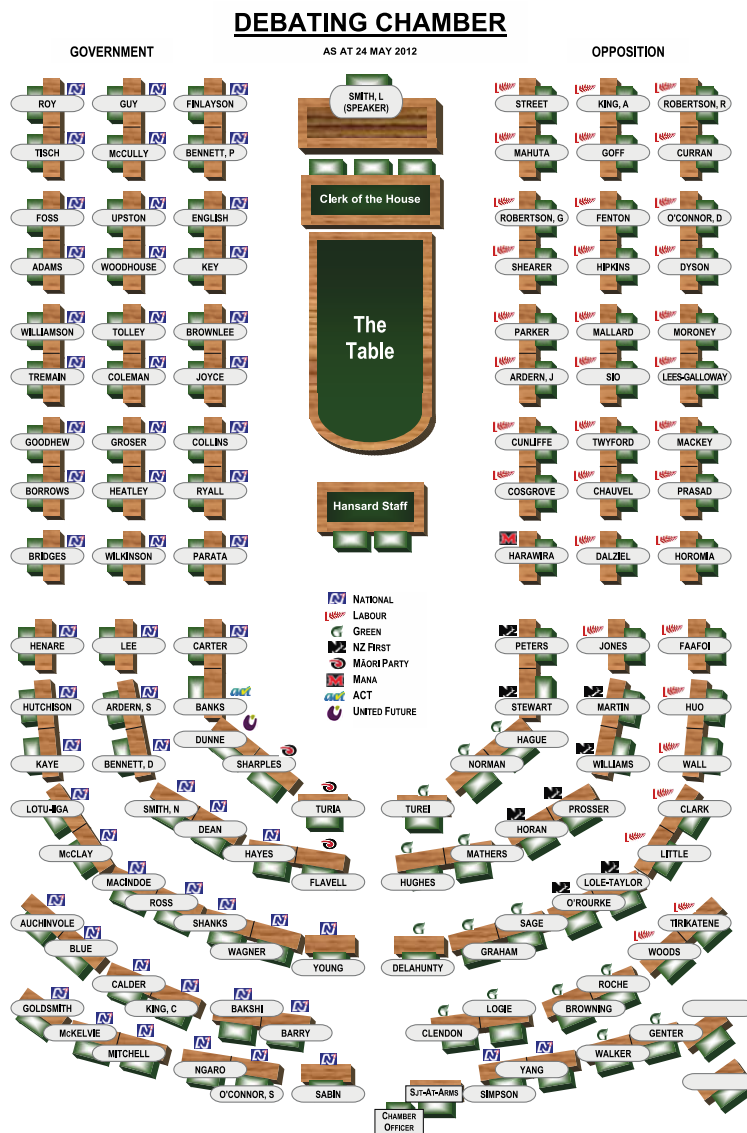 DEBATING CHAMBER
GOVERNMENT AS AT 24 MAY 2012 OPPOSITION
SMITH, L
(SPEAKER)
ROY GUY FINLAYSON STREET KING, A ROBERTSON, R
TISCH McCULLY BENNETT, P MAHUTA GOFF CURRAN
Clerk of the House
FOSS UPSTON ENGLISH ROBERTSON, G FENTON O'CONNOR, D
ADAMS WOODHOUSE KEY SHEARER HIPKINS DYSON
The
Table
WILLIAMSON TOLLEY BROWNLEE PARKER MALLARD MORONEY
TREMAIN COLEMAN JOYCE ARDERN, J SIO LEES-GALLOWAY
GOODHEW GROSER COLLINS CUNLIFFE TWYFORD MACKEY
BORROWS HEATLEY RYALL COSGROVE CHAUVEL PRASAD
Hansard Staff
BRIDGES WILKINSON PARATA HARAWIRA DALZIEL HOROMIA
NATIONAL
LABOUR
GREEN
NZ FIRST
MĀORI PARTY
MANA
ACT
UNITED FUTURE
HENARE LEE CARTER PETERS JONES FAAFOI
HUTCHISON ARDERN, S BANKS act STEWART MARTIN HUO
DUNNE HAGUE
KAYE BENNETT, D SHARPLES NORMAN WILLIAMS WALL
LOTU-IIGA SMITH, N TURIA TUREI PROSSER CLARK
DEAN HORAN
McCLAY HAYES MATHERS LITTLE
MACINDOE FLAVELL HUGHES LOLE-TAYLOR
ROSS O'ROURKE
AUCHINVOLE SHANKS SAGE TIRIKATENE
BLUE WAGNER GRAHAM WOODS
YOUNG DELAHUNTY
CALDER ROCHE
GOLDSMITH KING, C BAKSHI LOGIE BROWNING
McKELVIE BARRY CLENDON GENTER
MITCHELL WALKER
NGARO YANG
O'CONNOR, S SABIN SJT-AT-ARMS SIMPSON
CHAMBER
OFFICER